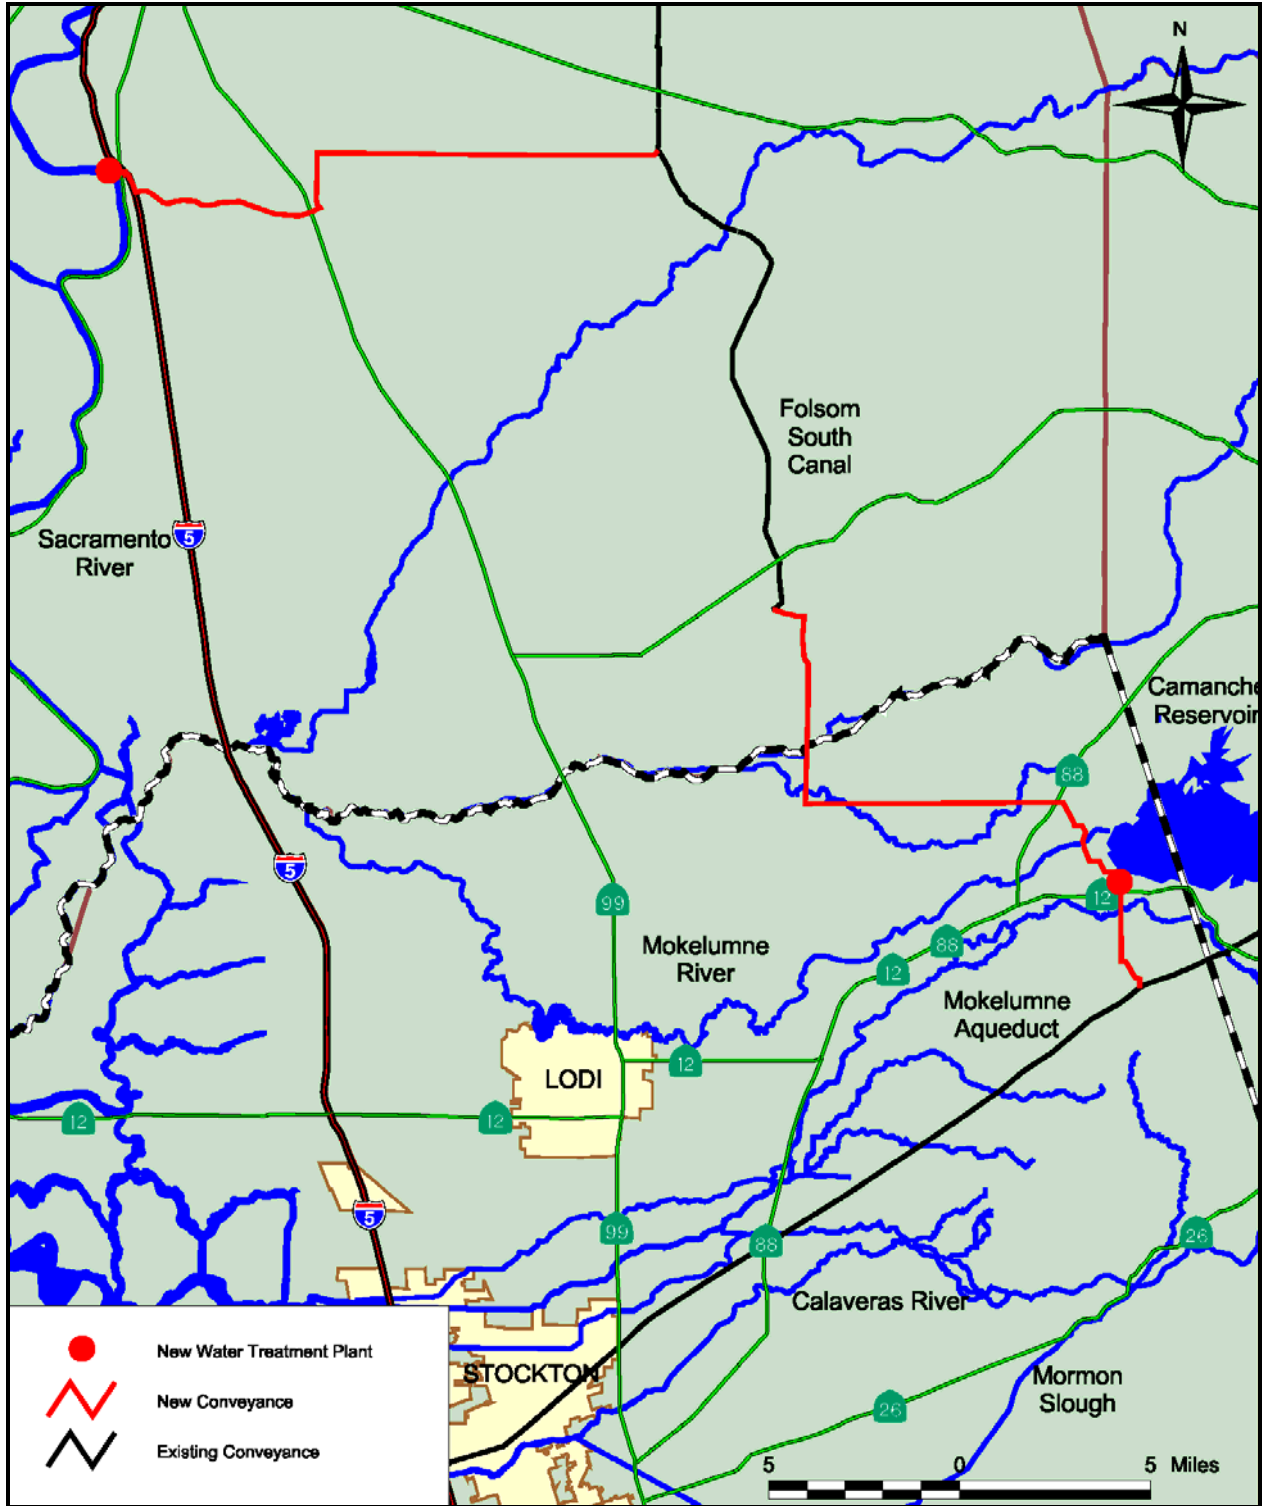 N
Folsom
South
Canal
5
Sacramento
River
Camanche
Reservoir
88
5
12
99
88
Mokelumne
River
12
Mokelumne
Aqueduct
12
LODI
12
12
5
99
88
26
Calaveras River
New Water Treatment Plant
STOCKTON
Mormon
Slough
New Conveyance
26
Existing Conveyance
5 0 5 Miles